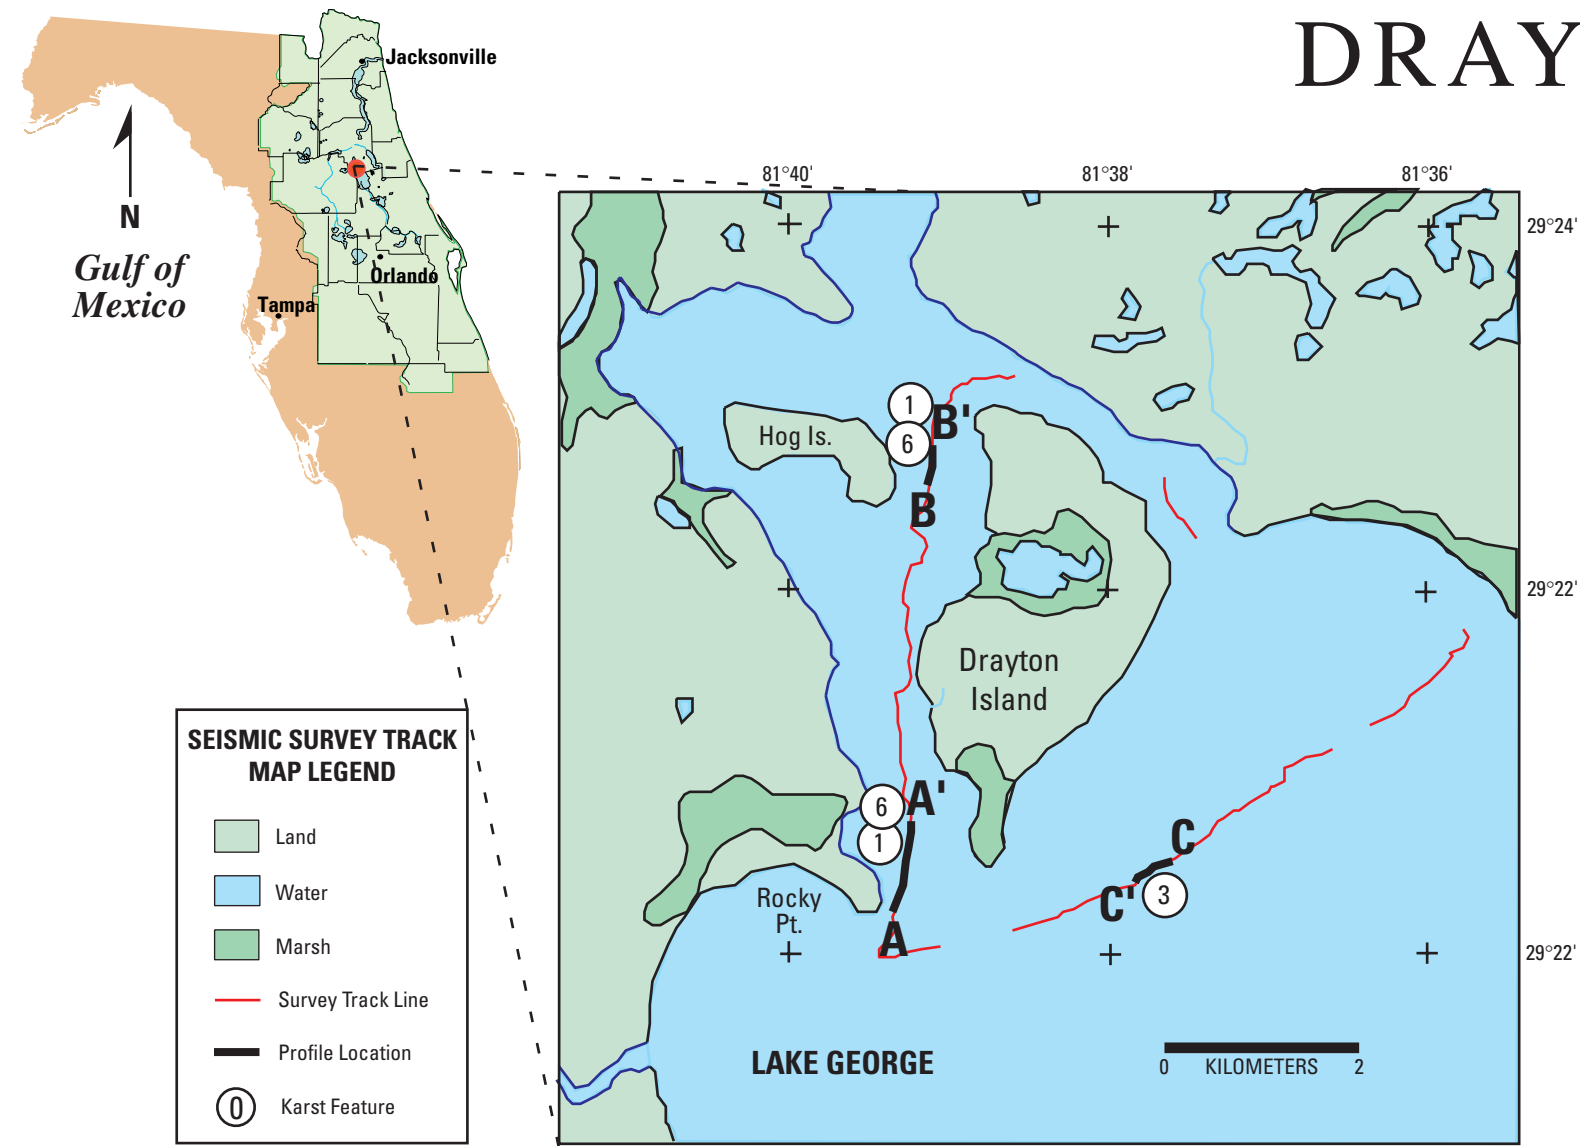 DRAY
Jacksonville
N
Gulf of
Mexico
Orlando
Tampa
81°40'
81°38'
81°36'
29°24'
29°22'
29°22'
1
B'
6
Hog Is.
B
Drayton
Island
6
A'
1
C
C'
3
Rocky
Pt.
A
LAKE GEORGE
0 KILOMETERS 2
SEISMIC SURVEY TRACK
MAP LEGEND
Land
Water
Marsh
Survey Track Line
Profile Location
0 Karst Feature